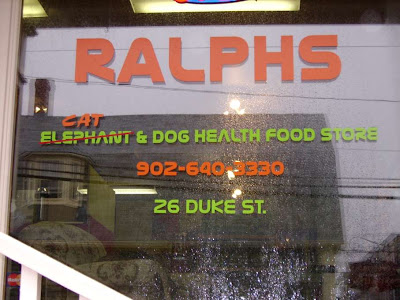 RALPHS
CAT
ELEPHANT & DOG HEALTH FOOD STORE
902-640-3330
26 DUKE ST.